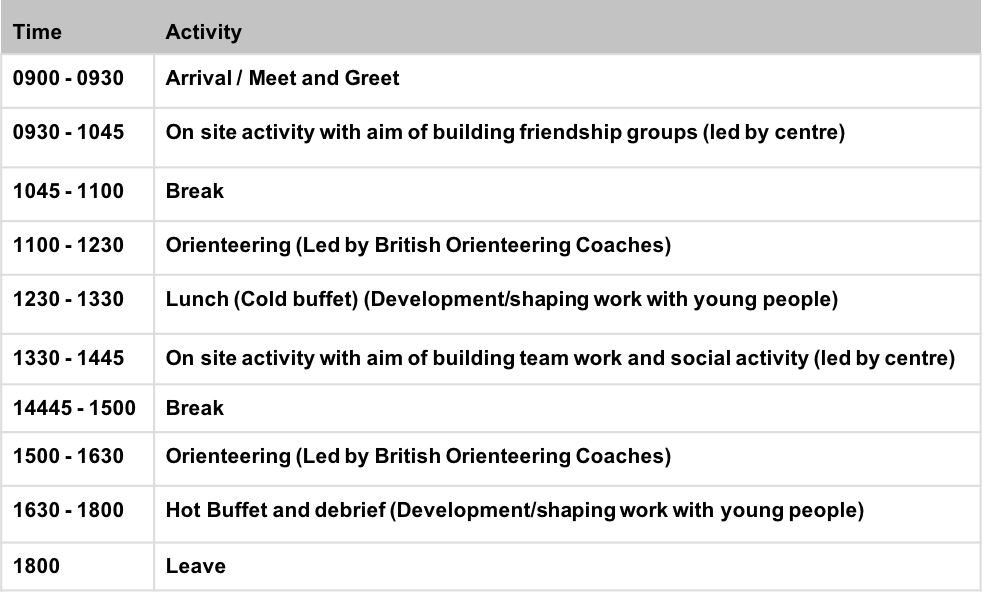 Time Activity
0900 - 0930 Arrival / Meet and Greet
0930 - 1045 On site activity with aim of building friendship groups (led by centre)
1045 - 1100 Break
1100 - 1230 Orienteering (Led by British Orienteering Coaches)
1230 - 1330 Lunch (Cold buffet) (Development/shaping work with young people)
1330 - 1445 On site activity with aim of building team work and social activity (led by centre)
14445 - 1500 Break
1500 - 1630 Orienteering (Led by British Orienteering Coaches)
1630 - 1800 Hot Buffet and debrief (Development/shaping work with young people)
1800 Leave